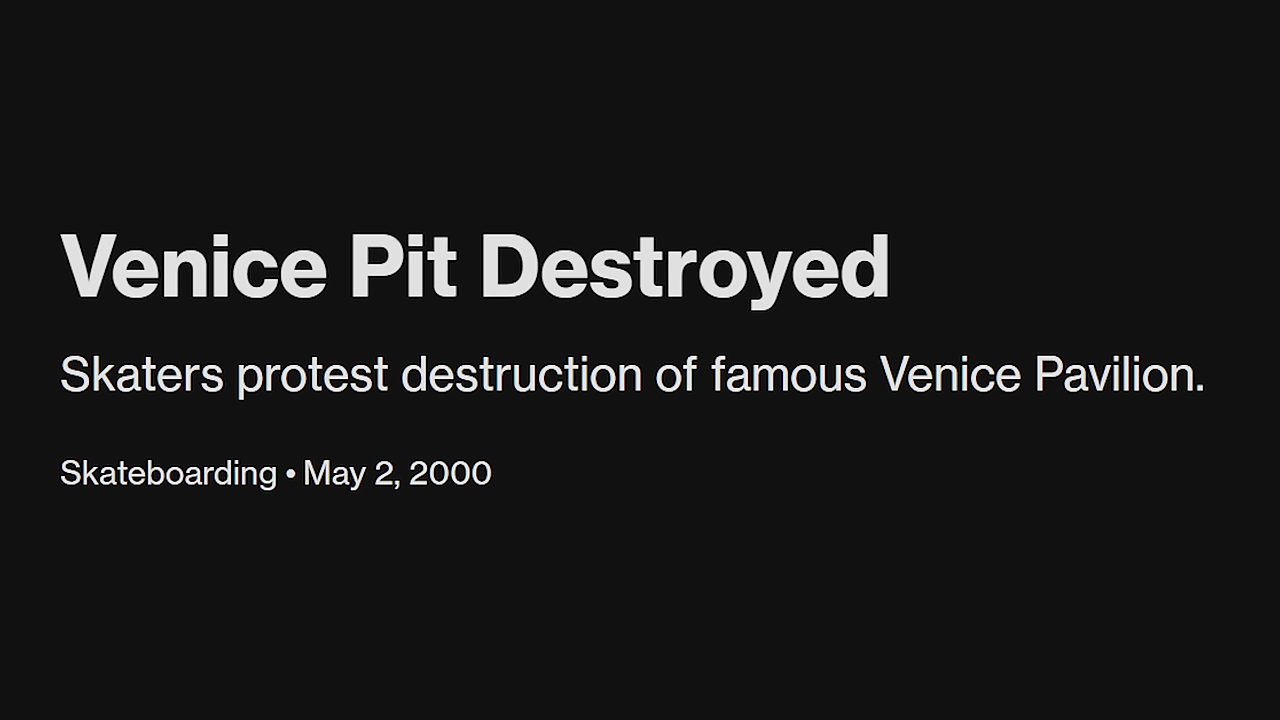 Venice Pit Destroyed
Skaters protest destruction of famous Venice Pavilion.
Skateboarding • May 2, 2000